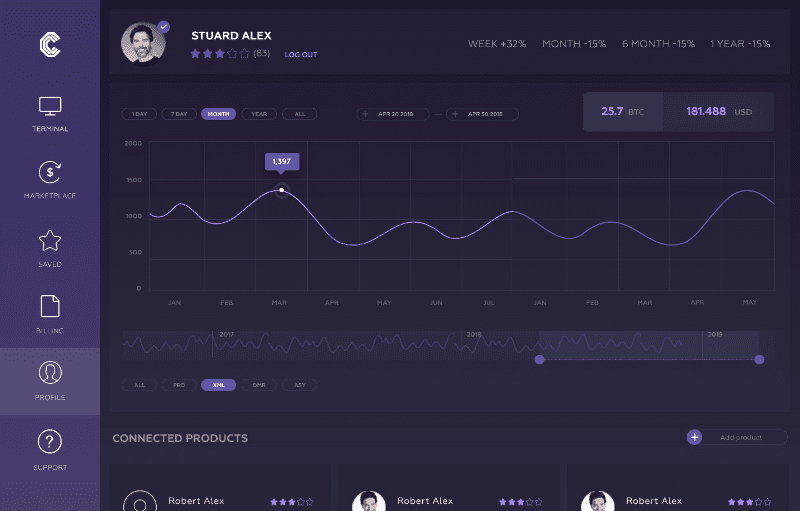 STUARD ALEX
(83) LOG OUT
WEEK +32% MONTH -15% 6 MONTH -15% 1 YEAR -15%
TERMINAL
MARKETPLACE
SAVED
BILLING
PROFILE
SUPPORT
1 DAY 7 DAY MONTH YEAR ALL
APR 20 2018 — APR 50 2018
25.7 BTC 181.488 USD
2000
1500
1000
500
0
1,397
JAN FEB MAR APR MAY JUN JUL JAN FEB MAR APR MAY
2017 2018 2019
ALL PRO XML DMR ASY
CONNECTED PRODUCTS
Add product
Robert Alex
Robert Alex
Robert Alex